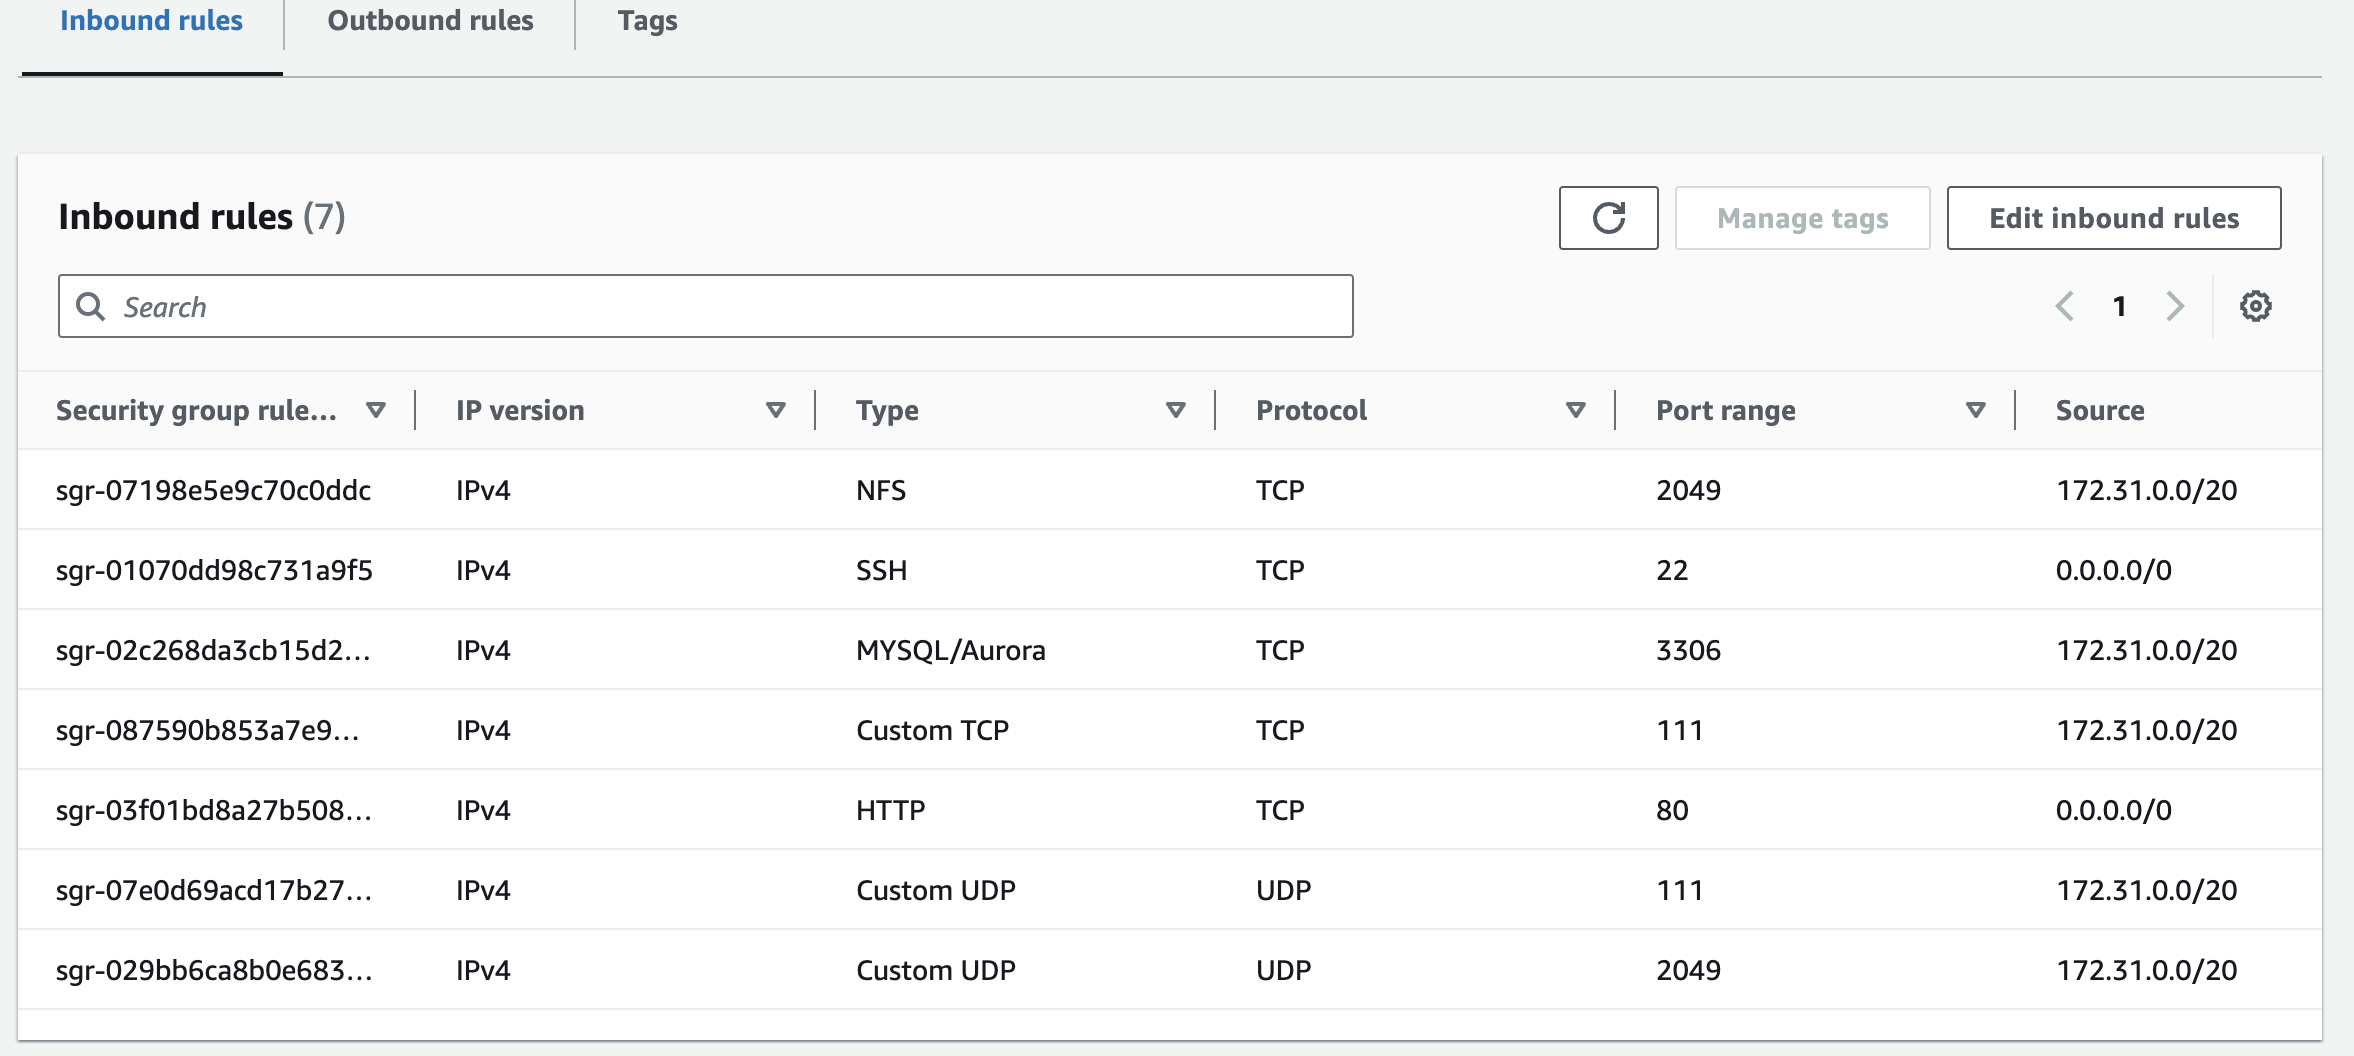 Inbound rules Outbound rules Tags
Inbound rules (7) Manage tags Edit inbound rules
Search 1
Security group rule... IP version Type Protocol Port range Source
sgr-07198e5e9c70c0ddc IPv4 NFS TCP 2049 172.31.0.0/20
sgr-01070dd98c731a9f5 IPv4 SSH TCP 22 0.0.0.0/0
sgr-02c268da3cb15d2... IPv4 MYSQL/Aurora TCP 3306 172.31.0.0/20
sgr-087590b853a7e9... IPv4 Custom TCP TCP 111 172.31.0.0/20
sgr-03f01bd8a27b508... IPv4 HTTP TCP 80 0.0.0.0/0
sgr-07e0d69acd17b27... IPv4 Custom UDP UDP 111 172.31.0.0/20
sgr-029bb6ca8b0e683... IPv4 Custom UDP UDP 2049 172.31.0.0/20